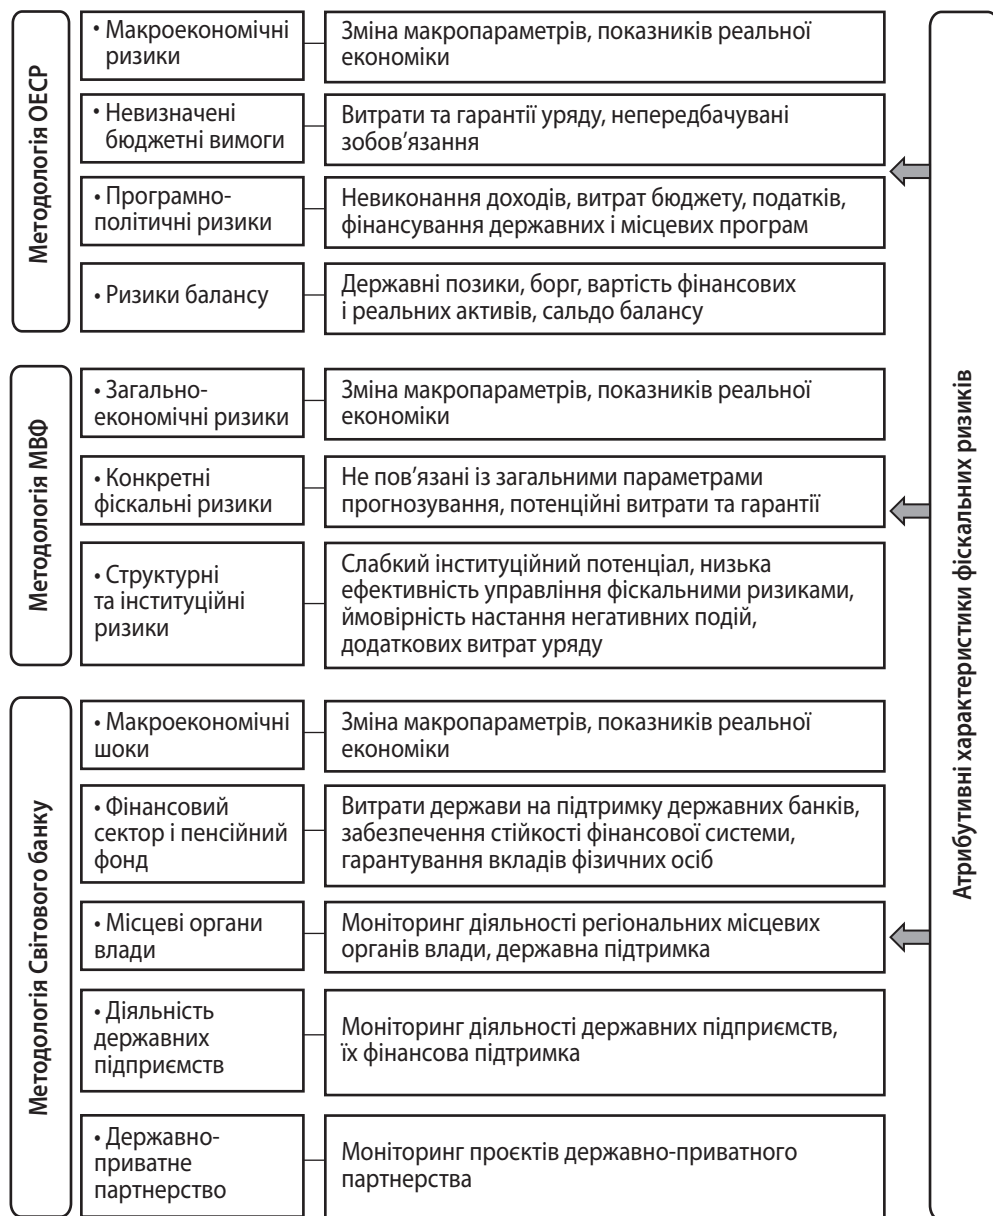 Методологія ОЕСР
• Макроекономічні
ризики
Зміна макропараметрів, показників реальної
економіки
• Невизначені
бюджетні вимоги
Витрати та гарантії уряду, непередбачувані
зобов'язання
• Програмно-
політичні ризики
Невиконання доходів, витрат бюджету, податків,
фінансування державних і місцевих програм
• Ризики балансу
Державні позики, борг, вартість фінансових
і реальних активів, сальдо балансу
Методологія МВФ
• Загально-
економічні ризики
Зміна макропараметрів, показників реальної
економіки
• Конкретні
фіскальні ризики
Не пов'язані із загальними параметрами
прогнозування, потенційні витрати та гарантії
• Структурні
та інституційні
ризики
Слабкий інституційний потенціал, низька
ефективність управління фіскальними ризиками,
ймовірність настання негативних подій,
додаткових витрат уряду
Методологія Світового банку
• Макроекономічні
шоки
Зміна макропараметрів, показників реальної
економіки
• Фінансовий
сектор і пенсійний
фонд
Витрати держави на підтримку державних банків,
забезпечення стійкості фінансової системи,
гарантування вкладів фізичних осіб
• Місцеві органи
влади
Моніторинг діяльності регіональних місцевих
органів влади, державна підтримка
• Діяльність
державних
підприємств
Моніторинг діяльності державних підприємств,
їх фінансова підтримка
• Державно-
приватне
партнерство
Моніторинг проєктів державно-приватного
партнерства
Атрибутивні характеристики фіскальних ризиків